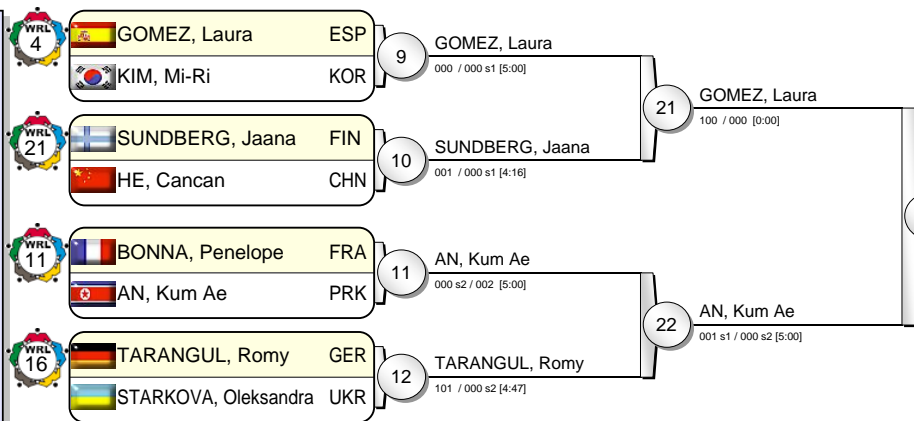 WRL
4
GOMEZ, Laura ESP
KIM, Mi-Ri KOR
9
GOMEZ, Laura
000 / 000 s1 [5:00]
WRL
21
SUNDBERG, Jaana FIN
HE, Cancan CHN
10
SUNDBERG, Jaana
001 / 000 s1 [4:16]
21
GOMEZ, Laura
100 / 000 [0:00]
WRL
11
BONNA, Penelope FRA
AN, Kum Ae PRK
11
AN, Kum Ae
000 s2 / 002 [5:00]
WRL
16
TARANGUL, Romy GER
STARKOVA, Oleksandra UKR
12
TARANGUL, Romy
101 / 000 s2 [4:47]
22
AN, Kum Ae
001 s1 / 000 s2 [5:00]